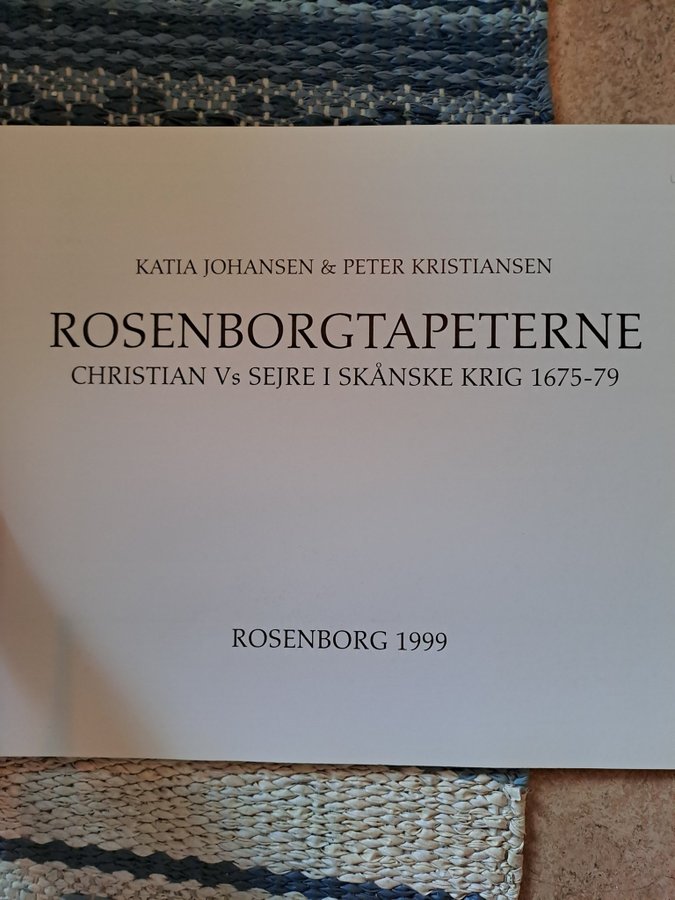 KATIA JOHANSEN & PETER KRISTIANSEN
ROSENBORGTAPETERNE
CHRISTIAN Vs SEJRE I SKÅNSKE KRIG 1675-79
ROSENBORG 1999